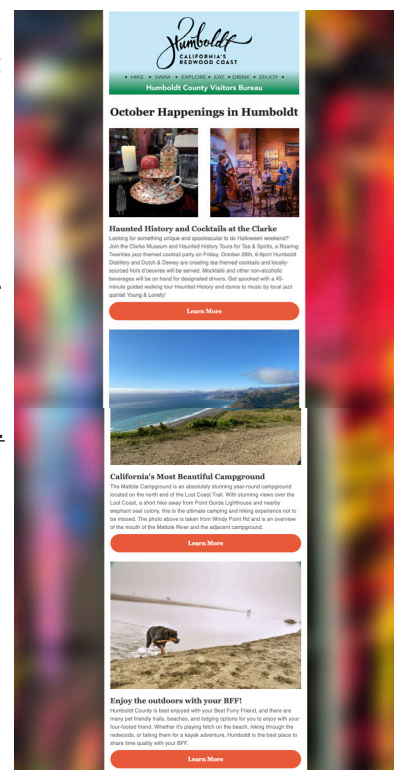 Humboldt
CALIFORNIA'S
REDWOOD COAST
• HIKE • SWIM • EXPLORE • EAT • DRINK • ENJOY •
Humboldt County Visitors Bureau
October Happenings in Humboldt
Haunted History and Cocktails at the Clarke
Looking for something unique and spooktacular to do Halloween weekend?
Join the Clarke Museum and Haunted History Tours for Tea & Spirits, a Roaring
Twenties jazz-themed cocktail party on Friday, October 28th, 6-9pm! Humboldt
Distillery and Dutch & Dewey are creating tea-themed cocktails and locally-
sourced hors d'oeuvres will be served. Mocktails and other non-alcoholic
beverages will be on hand for designated drivers. Get spooked with a 45-
minute guided walking tour Haunted History and dance to music by local jazz
quintet Young & Lovely!
Learn More
California's Most Beautiful Campground
The Mattole Campground is an absolutely stunning year-round campground
located on the north end of the Lost Coast Trail. With stunning views over the
Lost Coast, a short hike away from Point Gorda Lighthouse and nearby
elephant seal colony, this is the ultimate camping and hiking experience not to
be missed. The photo above is taken from Windy Point Rd and is an overview
of the mouth of the Mattole River and the adjacent campground.
Learn More
Enjoy the outdoors with your BFF!
Humboldt County is best enjoyed with your Best Furry Friend, and there are
many pet friendly trails, beaches, and lodging options for you to enjoy with your
four-footed friend. Whether it's playing fetch on the beach, hiking through the
redwoods, or taking them for a kayak adventure, Humboldt is the best place to
share time quality with your BFF.
Learn More